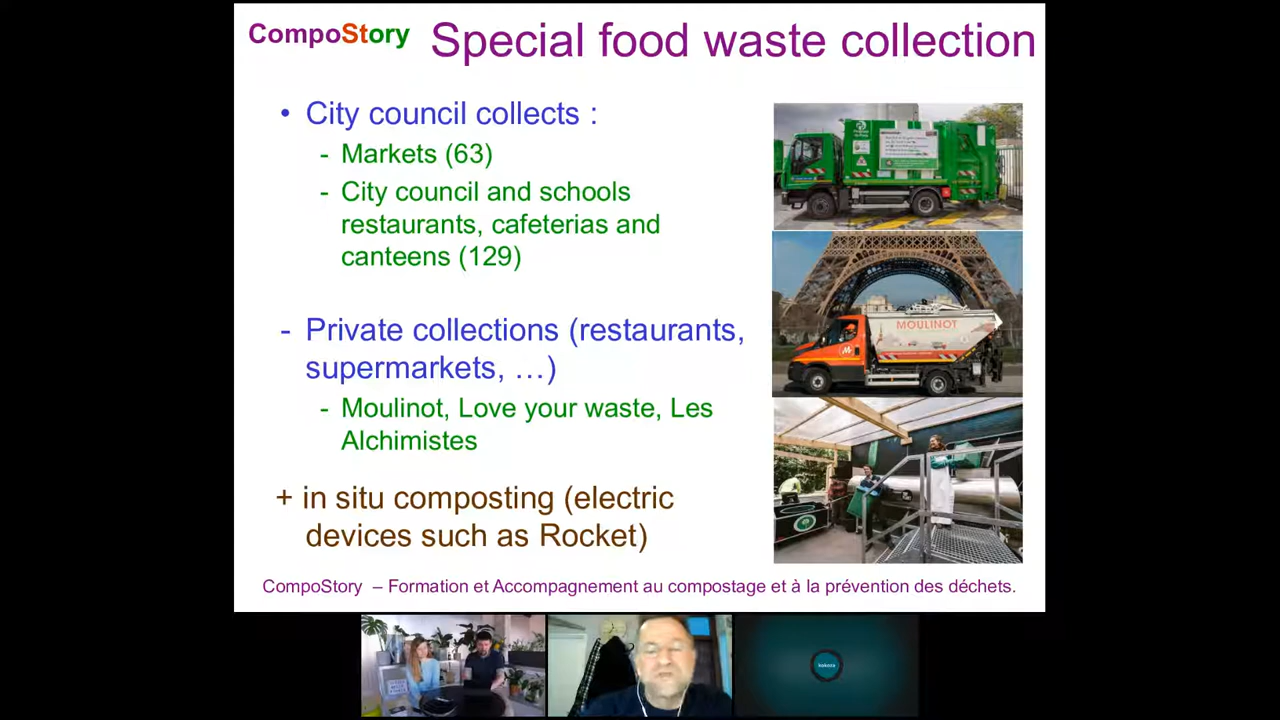 CompoStory
Special food waste collection
• City council collects :
- Markets (63)
- City council and schools
restaurants, cafeterias and
canteens (129)
- Private collections (restaurants,
supermarkets, …)
- Moulinot, Love your waste, Les
Alchimistes
+ in situ composting (electric
devices such as Rocket)
MOULINOT
CompoStory – Formation et Accompagnement au compostage et à la prévention des déchets.